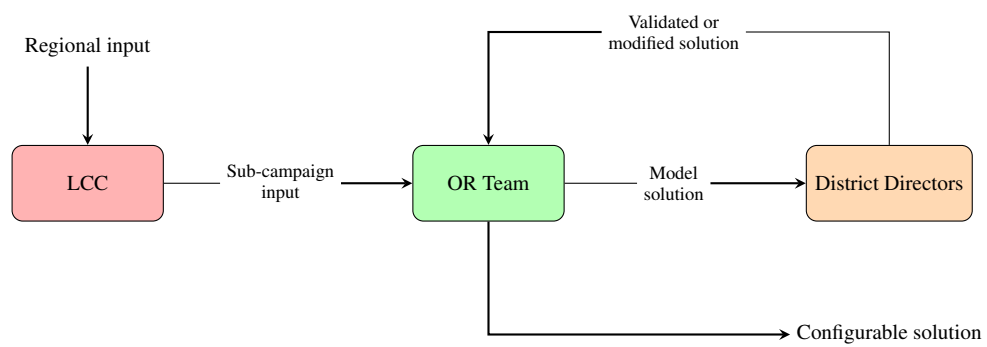 Validated or
modified solution
Regional input
LCC
Sub-campaign
input
OR Team
Model
solution
District Directors
Configurable solution